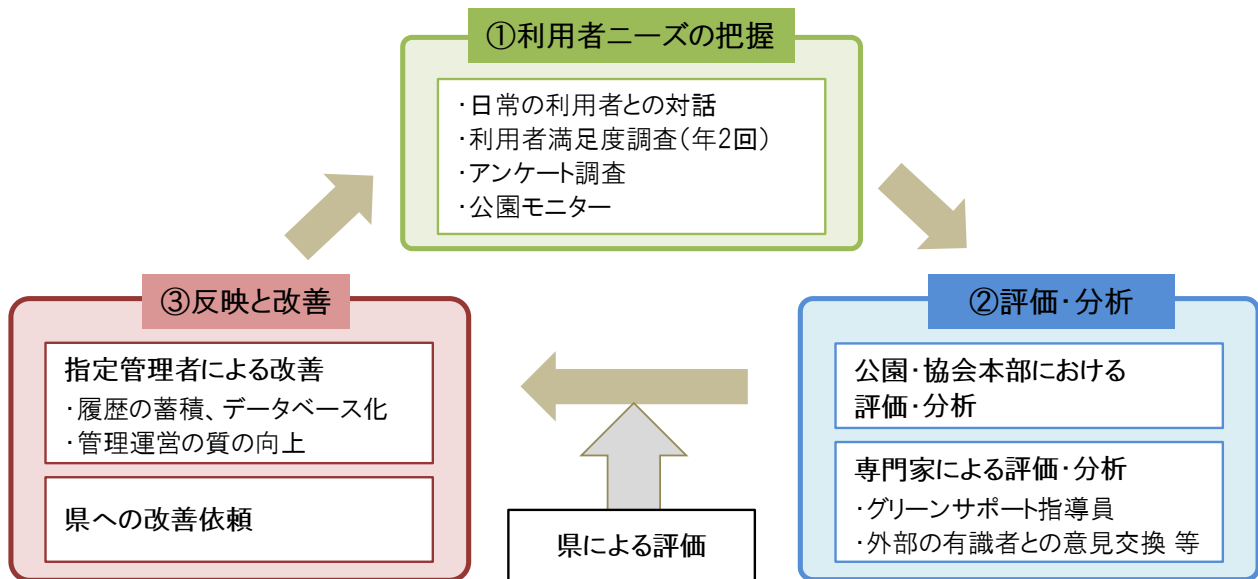 ①利用者ニーズの把握
・日常の利用者との対話
・利用者満足度調査(年2回)
・アンケート調査
・公園モニター
②評価・分析
公園・協会本部における
評価・分析
専門家による評価・分析
・グリーンサポート指導員
・外部の有識者との意見交換 等
③反映と改善
指定管理者による改善
・履歴の蓄積、データベース化
・管理運営の質の向上
県への改善依頼
県による評価